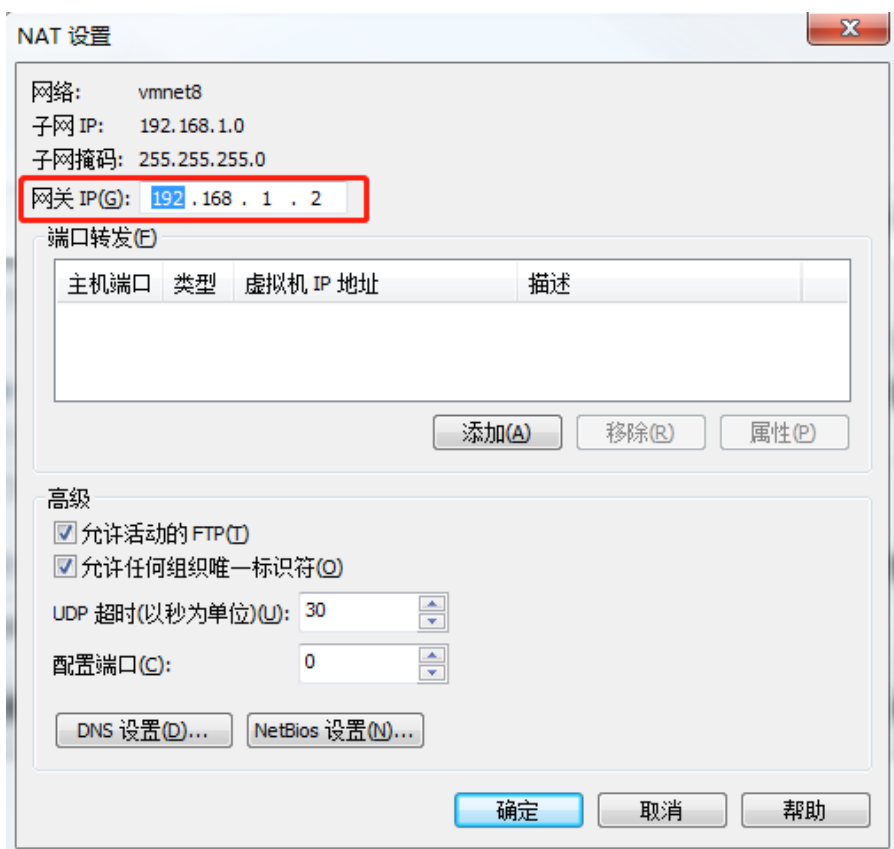 NAT 设置
网络: vmnet8
子网 IP: 192.168.1.0
子网掩码: 255.255.255.0
网关 IP(G): 192 . 168 . 1 . 2
端口转发(F)
主机端口 类型 虚拟机 IP 地址 描述
添加(A) 移除(R) 属性(P)
高级
允许活动的 FTP(T)
允许任何组织唯一标识符(O)
UDP 超时(以秒为单位)(U): 30
配置端口(C): 0
DNS 设置(D)... NetBios 设置(N)...
确定 取消 帮助